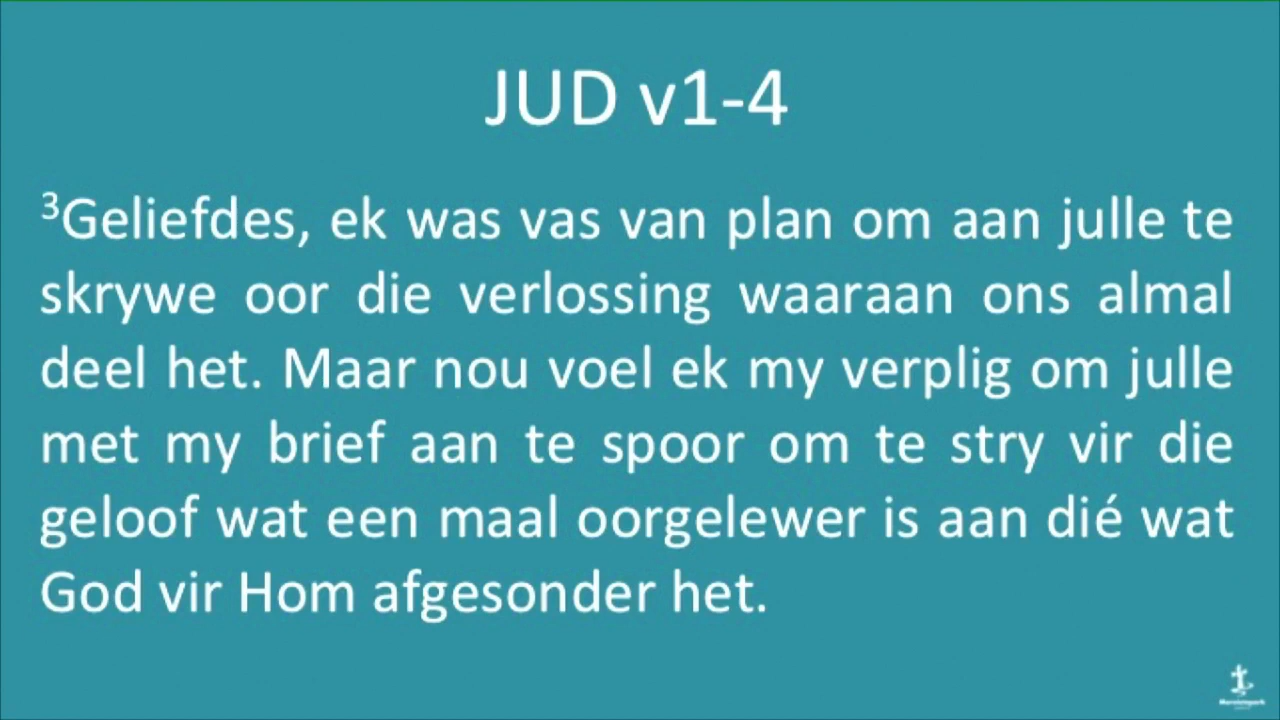 JUD v1-4
³Geliefdes, ek was vas van plan om aan julle te
skrywe oor die verlossing waaraan ons almal
deel het. Maar nou voel ek my verplig om julle
met my brief aan te spoor om te stry vir die
geloof wat een maal oorgelewer is aan dié wat
God vir Hom afgesonder het.